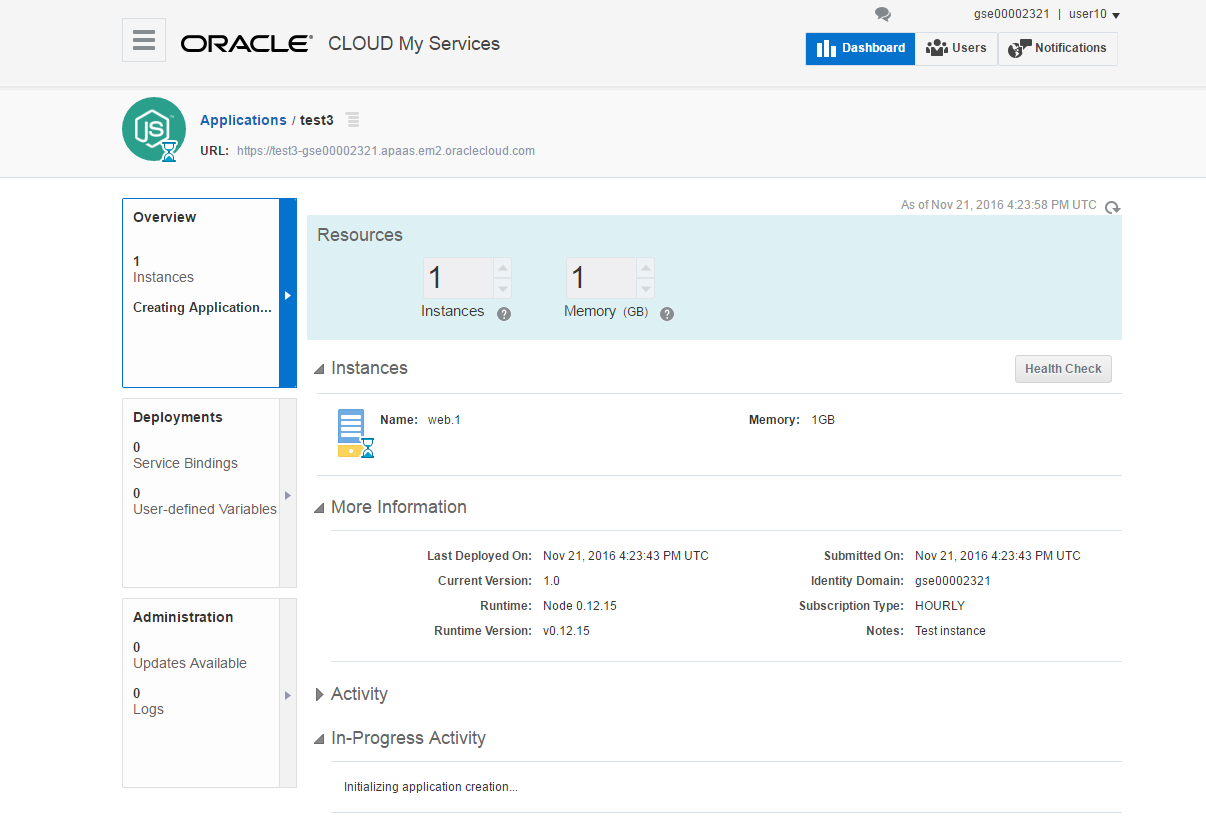 gse00002321 | user10
ORACLE® CLOUD My Services
Dashboard Users Notifications
JS
Applications / test3
URL: https://test3-gse00002321.apaas.em2.oraclecloud.com
As of Nov 21, 2016 4:23:58 PM UTC
Overview
1
Instances
Creating Application...
Deployments
0
Service Bindings
0
User-defined Variables
Administration
0
Updates Available
0
Logs
Resources
1 1
Instances ? Memory (GB) ?
Instances Health Check
Name: web.1 Memory: 1GB
More Information
Last Deployed On: Nov 21, 2016 4:23:43 PM UTC Submitted On: Nov 21, 2016 4:23:43 PM UTC
Current Version: 1.0 Identity Domain: gse00002321
Runtime: Node 0.12.15 Subscription Type: HOURLY
Runtime Version: v0.12.15 Notes: Test instance
Activity
In-Progress Activity
Initializing application creation...